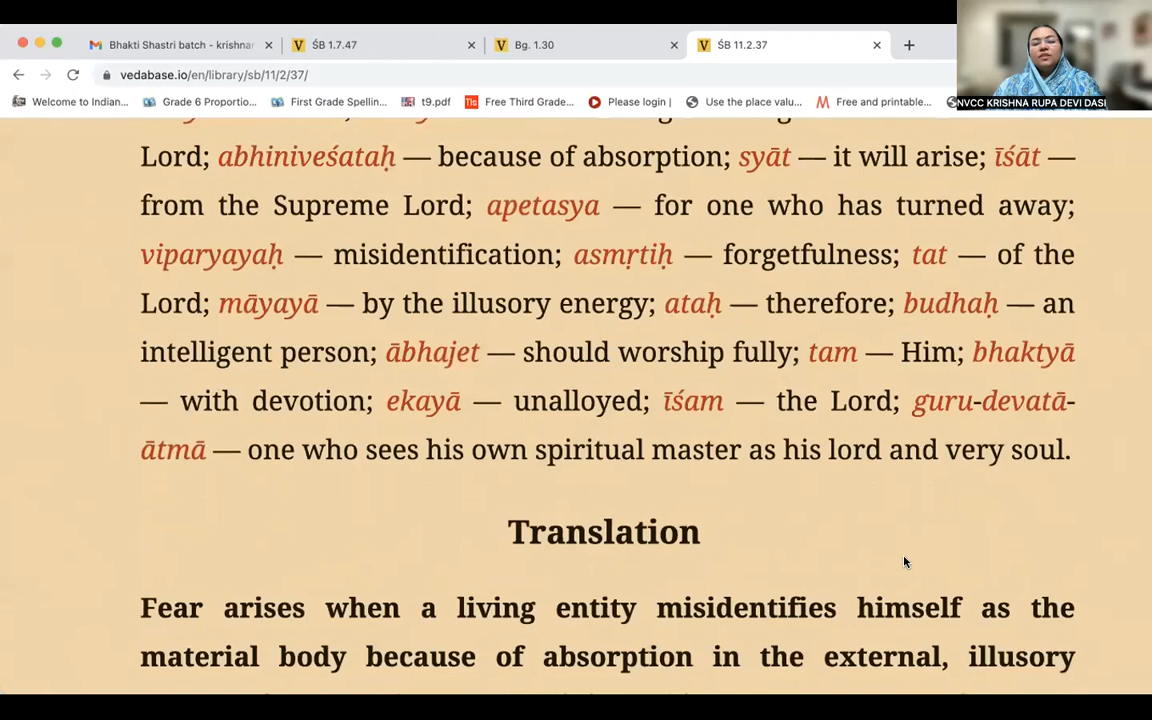 Bhakti Shastri batch - krishnar
ŚB 1.7.47
Bg. 1.30
ŚB 11.2.37
vedabase.io/en/library/sb/11/2/37/
Welcome to Indian...
Grade 6 Proportio...
First Grade Spellin...
t9.pdf
Free Third Grade...
Please login |
Use the place valu...
Free and printable...
NVCC KRISHNA RUPA DEVI DASI
Lord; abhiniveśataḥ — because of absorption; syāt — it will arise; īśāt —
from the Supreme Lord; apetasya — for one who has turned away;
viparyayaḥ — misidentification; asmṛtiḥ — forgetfulness; tat — of the
Lord; māyayā — by the illusory energy; ataḥ — therefore; budhaḥ — an
intelligent person; ābhajet — should worship fully; tam — Him; bhaktyā
— with devotion; ekayā — unalloyed; īśam — the Lord; guru-devatā-
ātmā — one who sees his own spiritual master as his lord and very soul.
Translation
Fear arises when a living entity misidentifies himself as the
material body because of absorption in the external, illusory